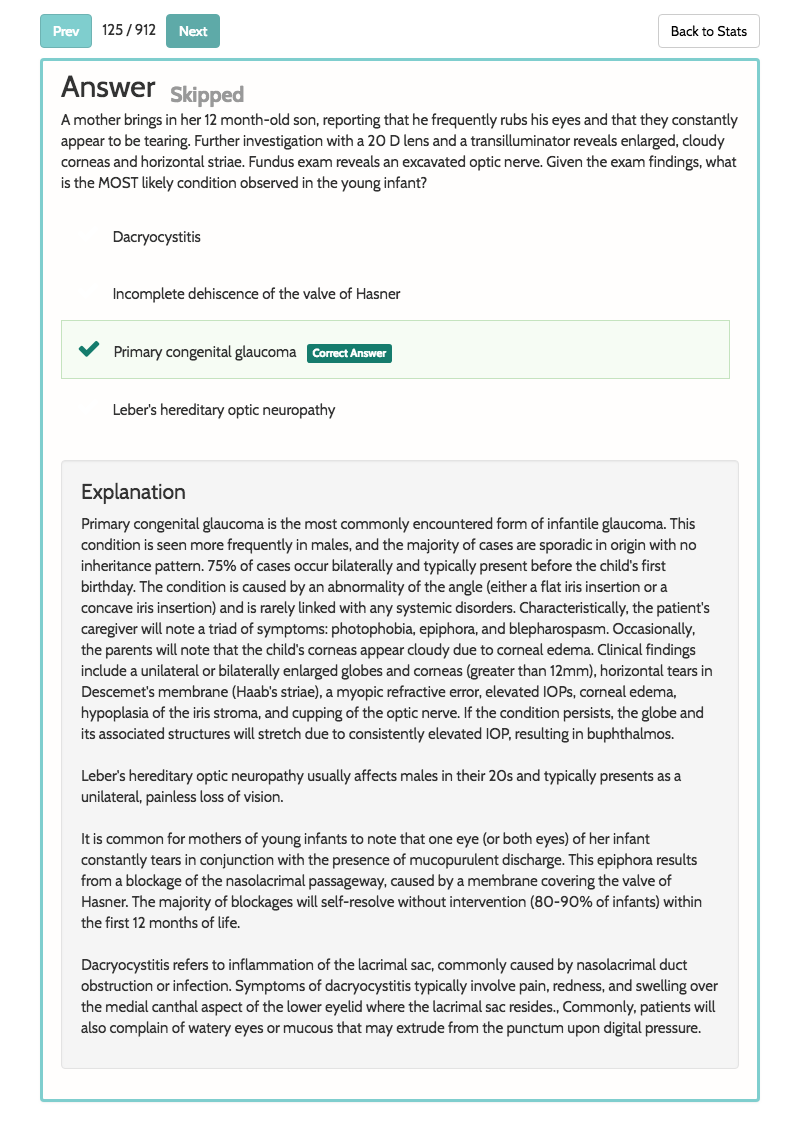 Prev 125 / 912 Next Back to Stats
Answer Skipped
A mother brings in her 12 month-old son, reporting that he frequently rubs his eyes and that they constantly
appear to be tearing. Further investigation with a 20 D lens and a transilluminator reveals enlarged, cloudy
corneas and horizontal striae. Fundus exam reveals an excavated optic nerve. Given the exam findings, what
is the MOST likely condition observed in the young infant?
Dacryocystitis
Incomplete dehiscence of the valve of Hasner
Primary congenital glaucoma Correct Answer
Leber's hereditary optic neuropathy
Explanation
Primary congenital glaucoma is the most commonly encountered form of infantile glaucoma. This
condition is seen more frequently in males, and the majority of cases are sporadic in origin with no
inheritance pattern. 75% of cases occur bilaterally and typically present before the child's first
birthday. The condition is caused by an abnormality of the angle (either a flat iris insertion or a
concave iris insertion) and is rarely linked with any systemic disorders. Characteristically, the patient's
caregiver will note a triad of symptoms: photophobia, epiphora, and blepharospasm. Occasionally,
the parents will note that the child's corneas appear cloudy due to corneal edema. Clinical findings
include a unilateral or bilaterally enlarged globes and corneas (greater than 12mm), horizontal tears in
Descemet's membrane (Haab's striae), a myopic refractive error, elevated IOPs, corneal edema,
hypoplasia of the iris stroma, and cupping of the optic nerve. If the condition persists, the globe and
its associated structures will stretch due to consistently elevated IOP, resulting in buphthalmos.
Leber's hereditary optic neuropathy usually affects males in their 20s and typically presents as a
unilateral, painless loss of vision.
It is common for mothers of young infants to note that one eye (or both eyes) of her infant
constantly tears in conjunction with the presence of mucopurulent discharge. This epiphora results
from a blockage of the nasolacrimal passageway, caused by a membrane covering the valve of
Hasner. The majority of blockages will self-resolve without intervention (80-90% of infants) within
the first 12 months of life.
Dacryocystitis refers to inflammation of the lacrimal sac, commonly caused by nasolacrimal duct
obstruction or infection. Symptoms of dacryocystitis typically involve pain, redness, and swelling over
the medial canthal aspect of the lower eyelid where the lacrimal sac resides., Commonly, patients will
also complain of watery eyes or mucous that may extrude from the punctum upon digital pressure.